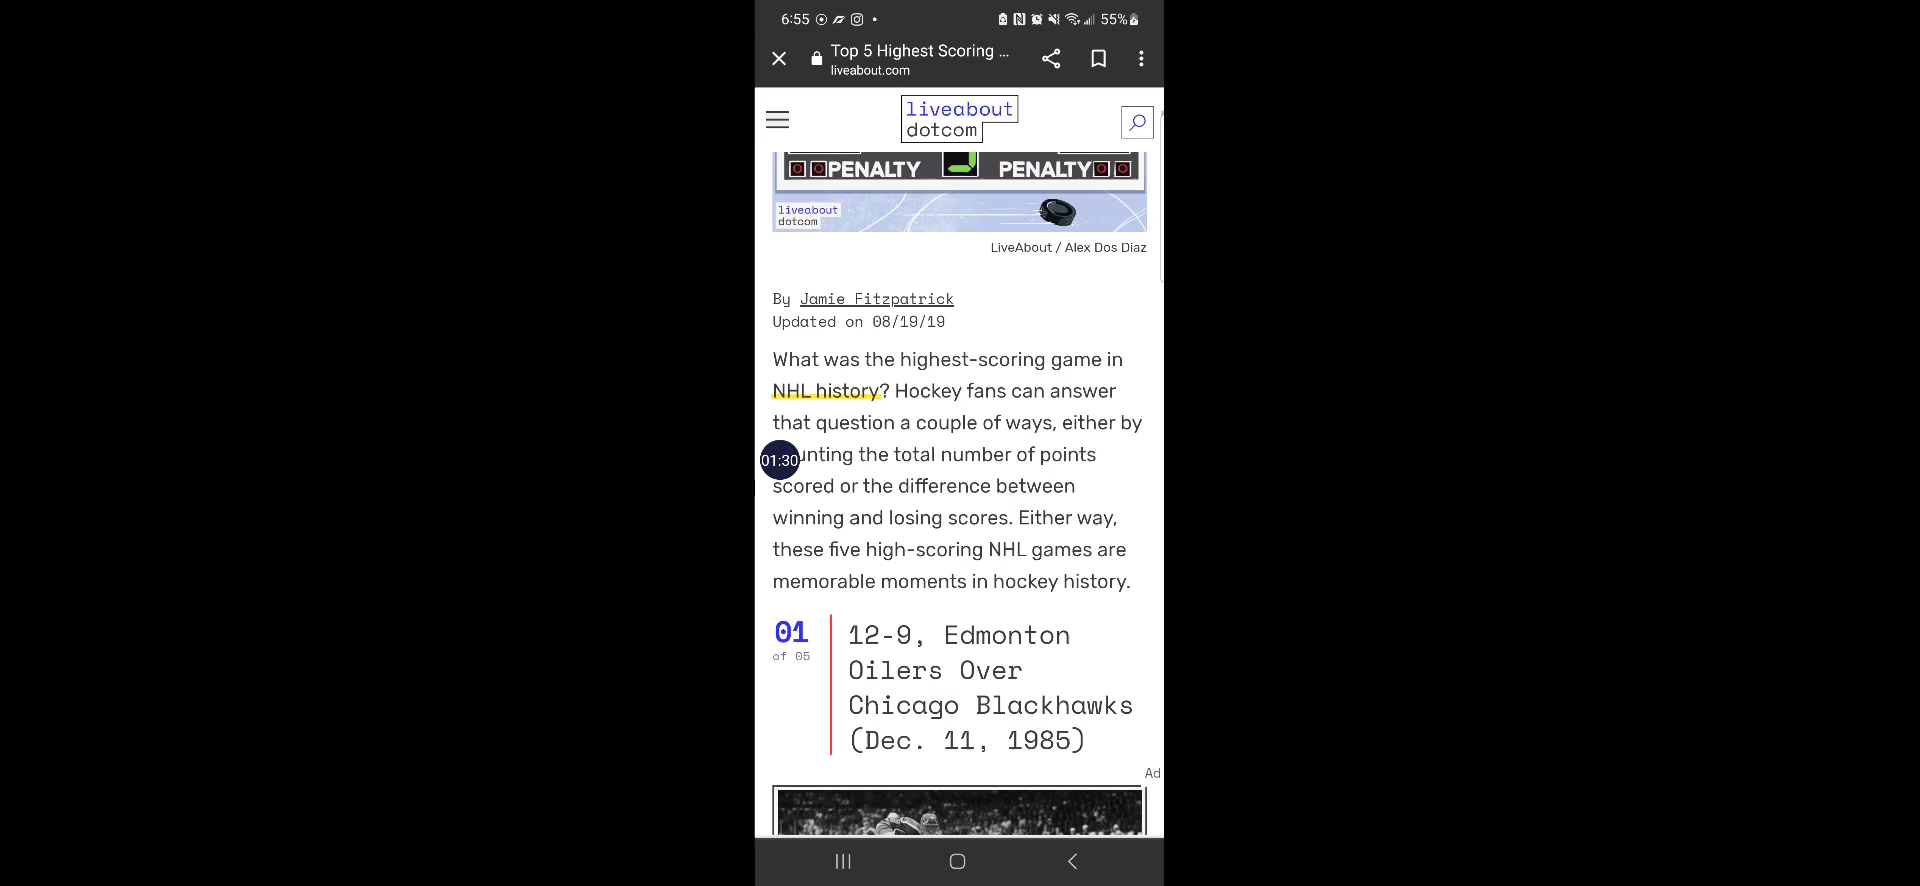 6:55
55%
Top 5 Highest Scoring ...
liveabout.com
liveabout
dotcom
PENALTY PENALTY
liveabout
dotcom
LiveAbout / Alex Dos Diaz
By Jamie Fitzpatrick
Updated on 08/19/19
What was the highest-scoring game in
NHL history? Hockey fans can answer
that question a couple of ways, either by
01:30 unting the total number of points
scored or the difference between
winning and losing scores. Either way,
these five high-scoring NHL games are
memorable moments in hockey history.
01
of 05
12-9, Edmonton
Oilers Over
Chicago Blackhawks
(Dec. 11, 1985)
Ad